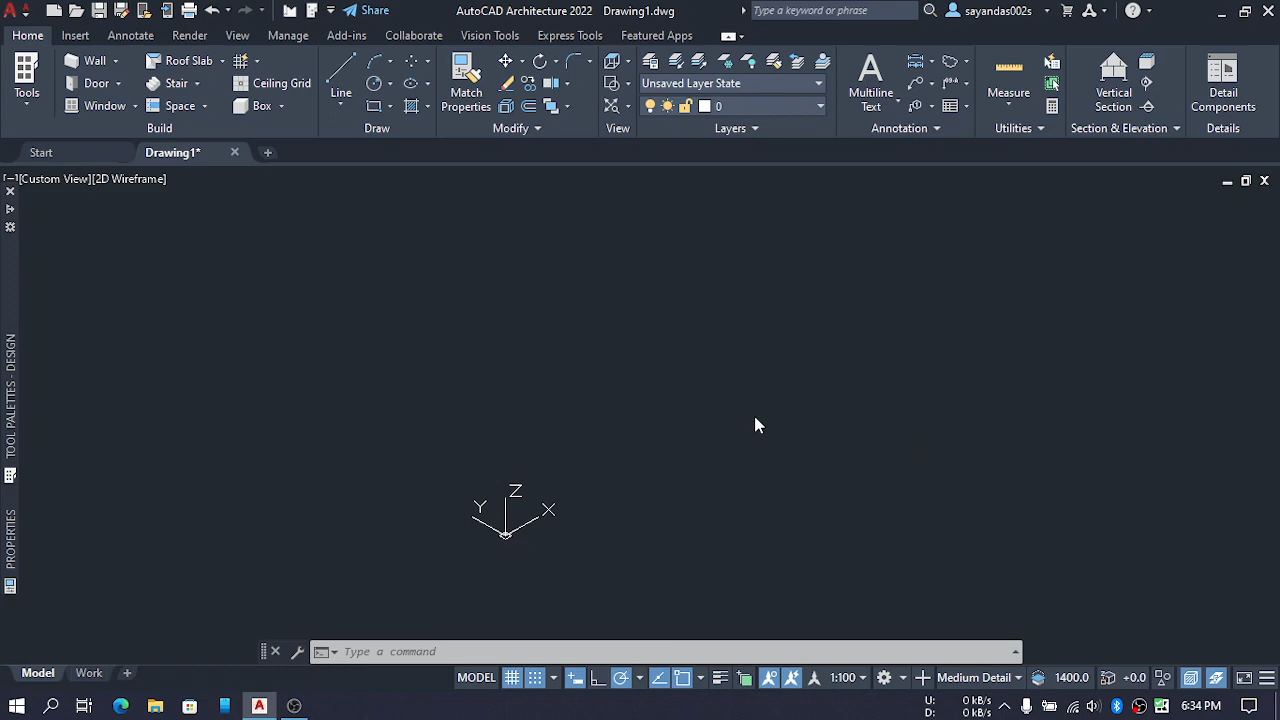 Share AutoCAD Architecture 2022 Drawing1.dwg Type a keyword or phrase sayandas002s
Home Insert Annotate Render View Manage Add-ins Collaborate Vision Tools Express Tools Featured Apps
Wall Roof Slab Unsaved Layer State
Door Stair Ceiling Grid
Window Space Box 0
Tools Line Match Properties Multiline Text Measure Vertical Section Detail Components
Build Draw Modify View Layers Annotation Utilities Section & Elevation Details
Start Drawing1*
[−][Custom View][2D Wireframe]
TOOL PALETTES - DESIGN
PROPERTIES
Z
Y X
Type a command
Model Work MODEL 1:100 Medium Detail 1400.0 +0.0
U: 0 kB/s
D: 0 kB/s
6:34 PM